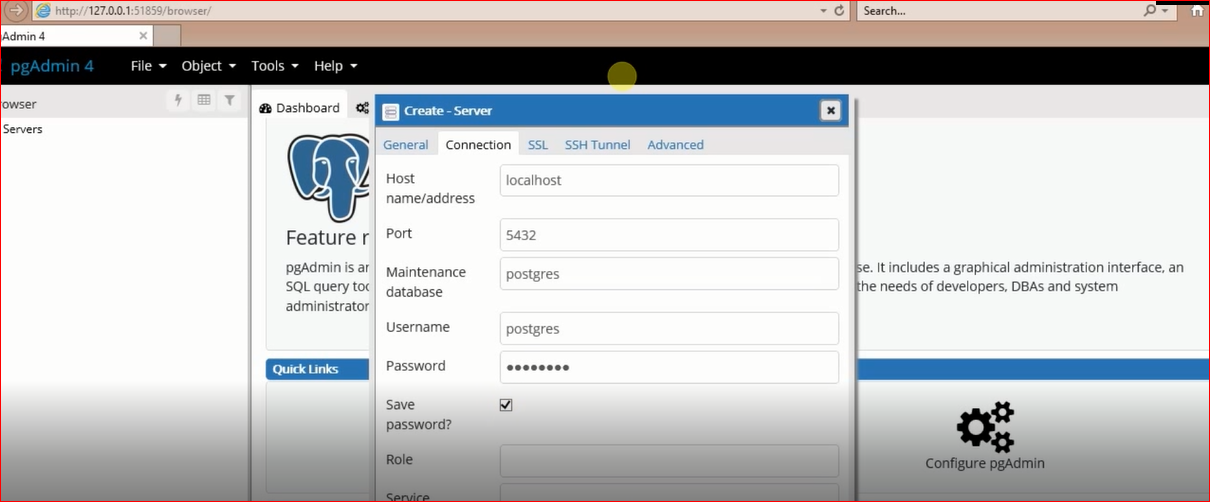 http://127.0.0.1:51859/browser/
Search...
Admin 4
pgAdmin 4
File
Object
Tools
Help
owser
Servers
Dashboard
Create - Server
General
Connection
SSL
SSH Tunnel
Advanced
Host
name/address
localhost
Port
5432
Maintenance
database
postgres
Username
postgres
Password
••••••••
Save
password?
Role
Service
Feature r
pgAdmin is ar
se. It includes a graphical administration interface, an
SQL query too
the needs of developers, DBAs and system
administrator
Quick Links
Configure pgAdmin